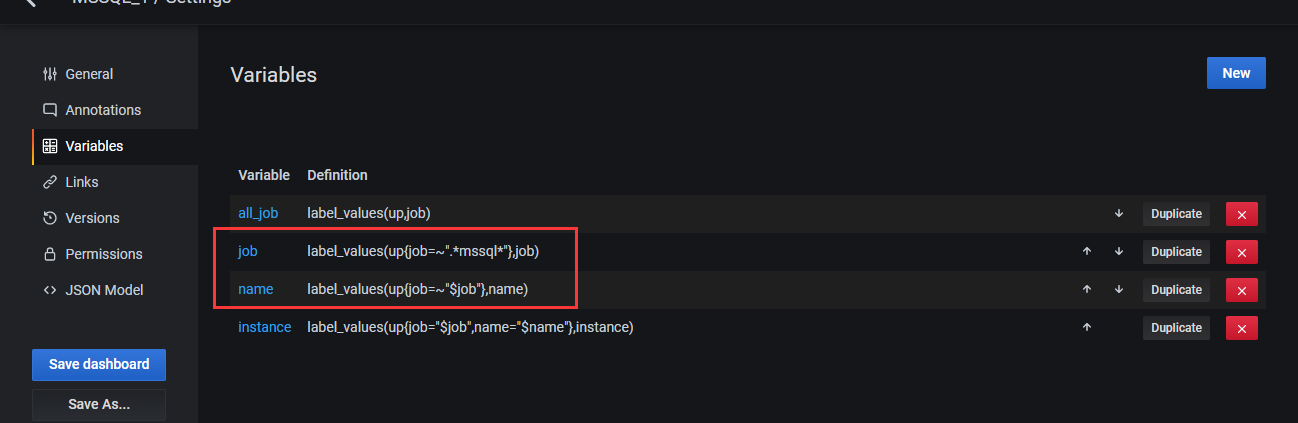 MSSQL_1 / Settings
General
Annotations
Variables
Links
Versions
Permissions
JSON Model
Save dashboard
Save As...
Variables
New
Variable Definition
all_job label_values(up,job) Duplicate
job label_values(up{job=~".*mssql*"},job) Duplicate
name label_values(up{job=~"$job"},name) Duplicate
instance label_values(up{job="$job",name="$name"},instance) Duplicate